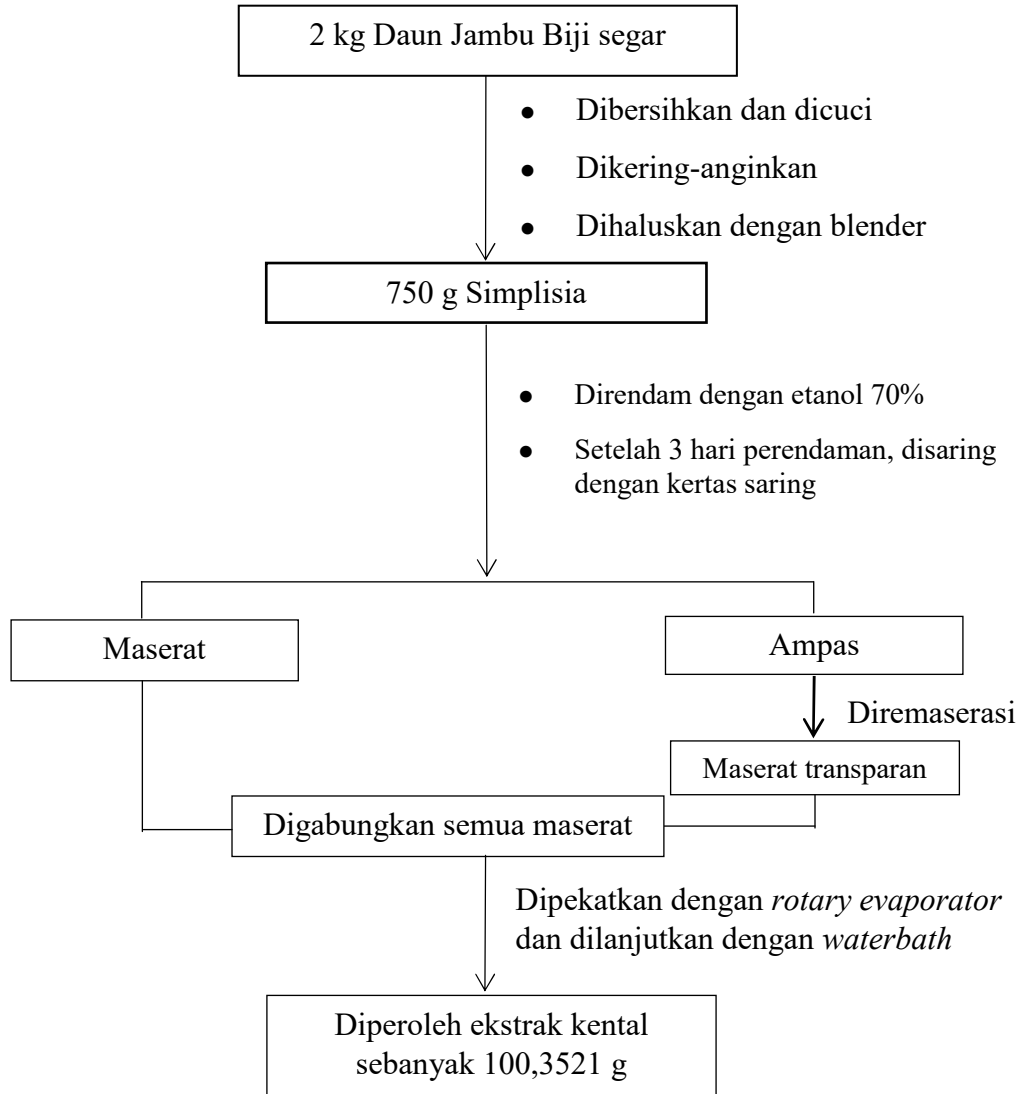 2 kg Daun Jambu Biji segar
● Dibersihkan dan dicuci
● Dikering-anginkan
● Dihaluskan dengan blender
750 g Simplisia
● Direndam dengan etanol 70%
● Setelah 3 hari perendaman, disaring
dengan kertas saring
Maserat
Ampas
Diremaserasi
Maserat transparan
Digabungkan semua maserat
Dipekatkan dengan rotary evaporator
dan dilanjutkan dengan waterbath
Diperoleh ekstrak kental
sebanyak 100,3521 g